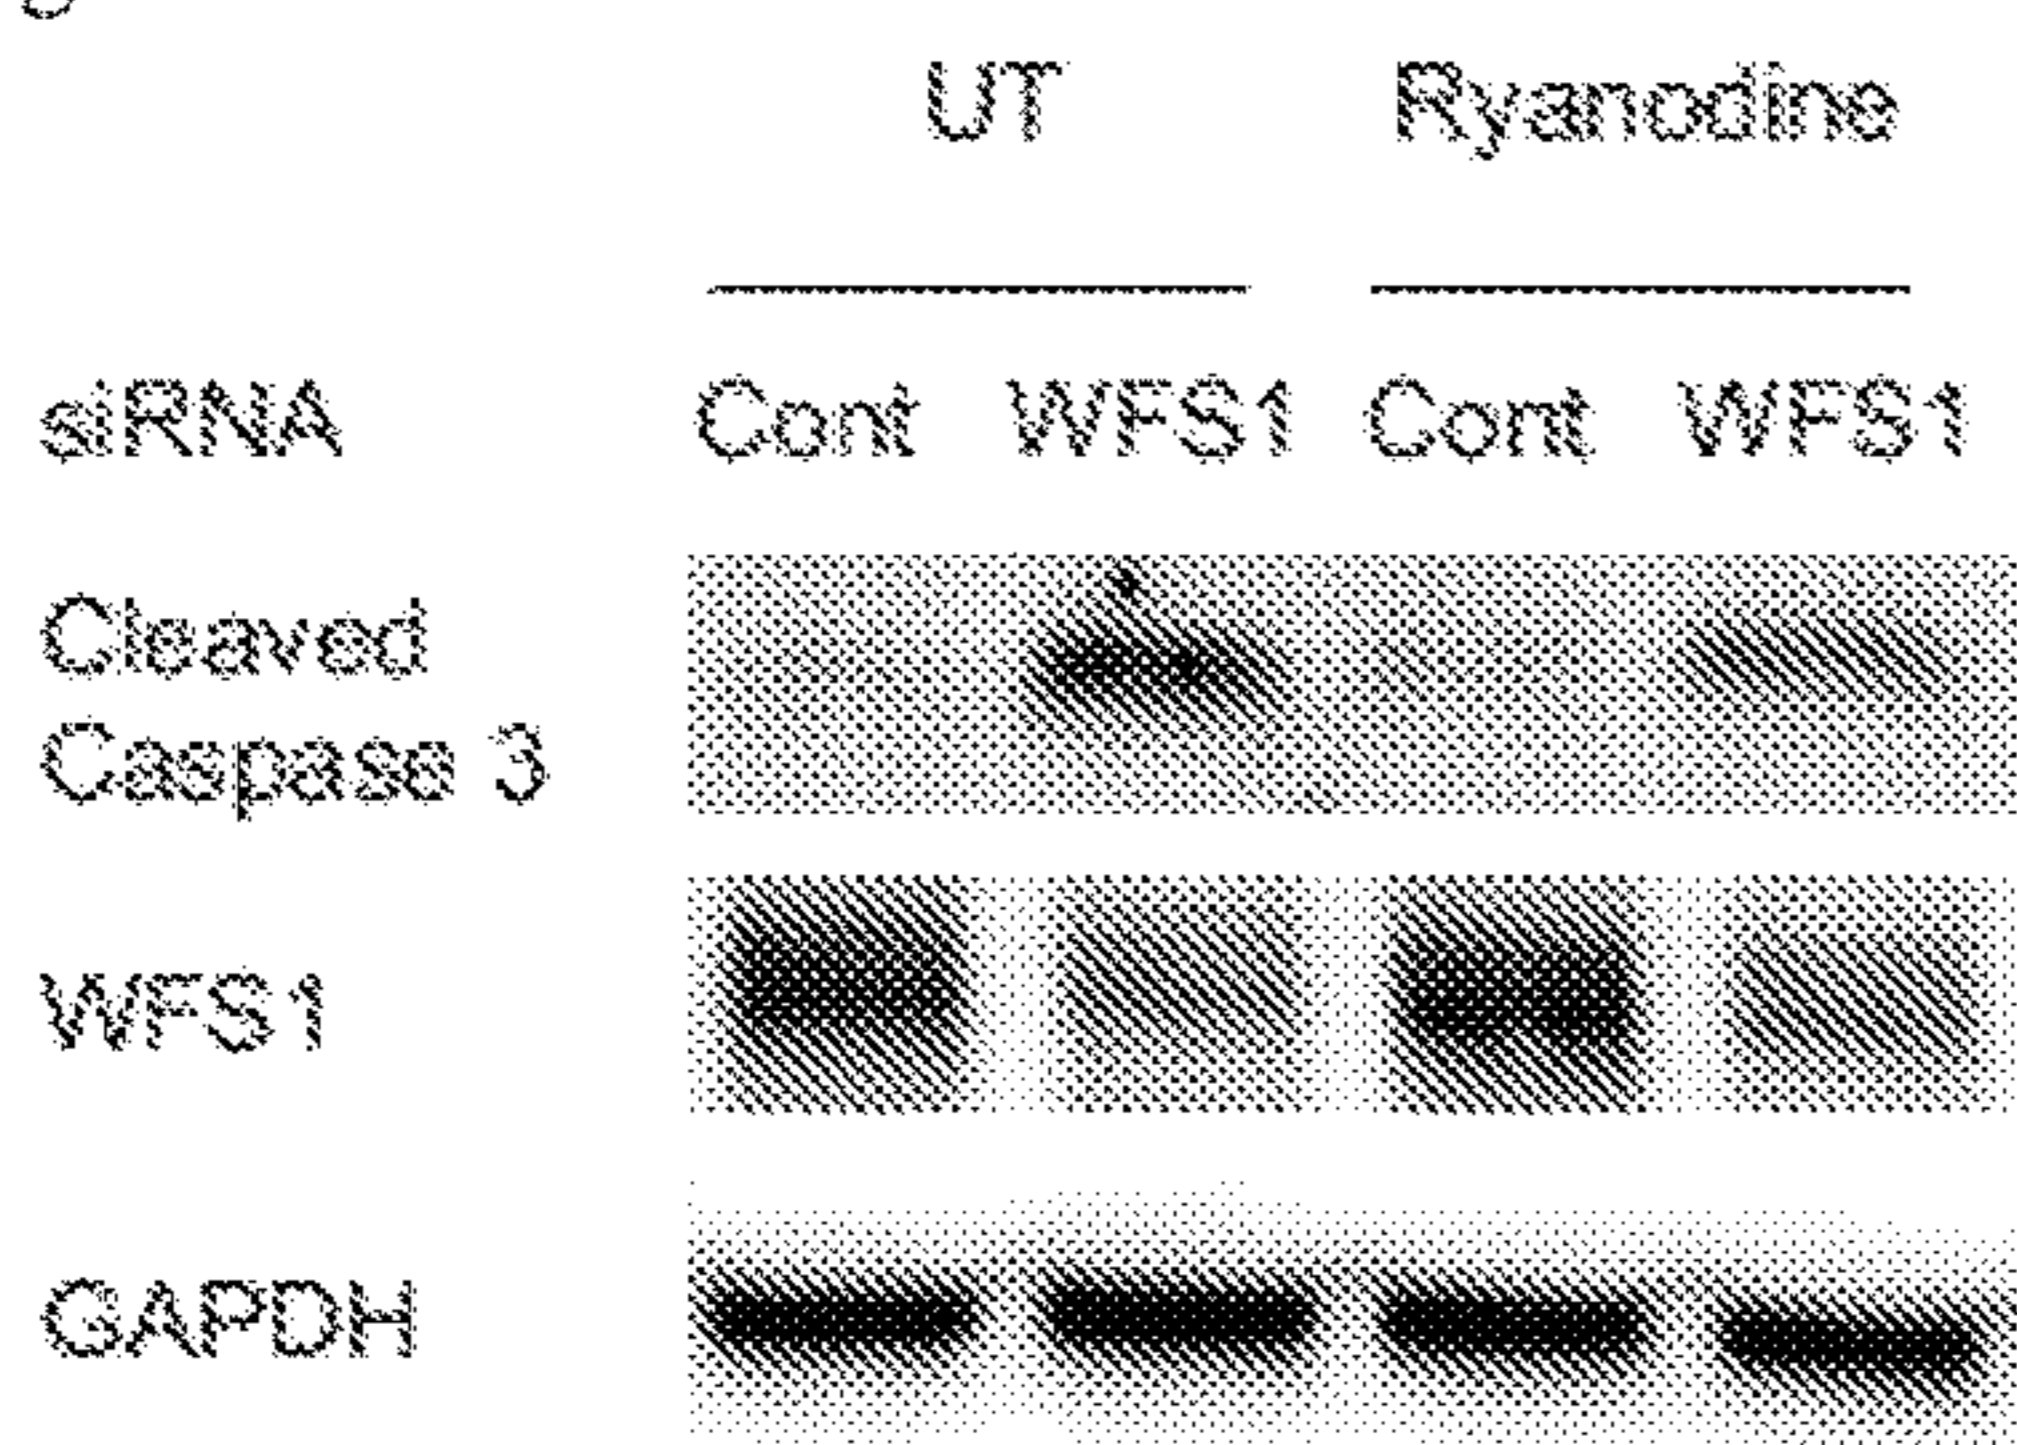 UT Ryanodine
siRNA Cont WFS1 Cont WFS1
Cleaved
Caspase 3
WFS1
GAPDH